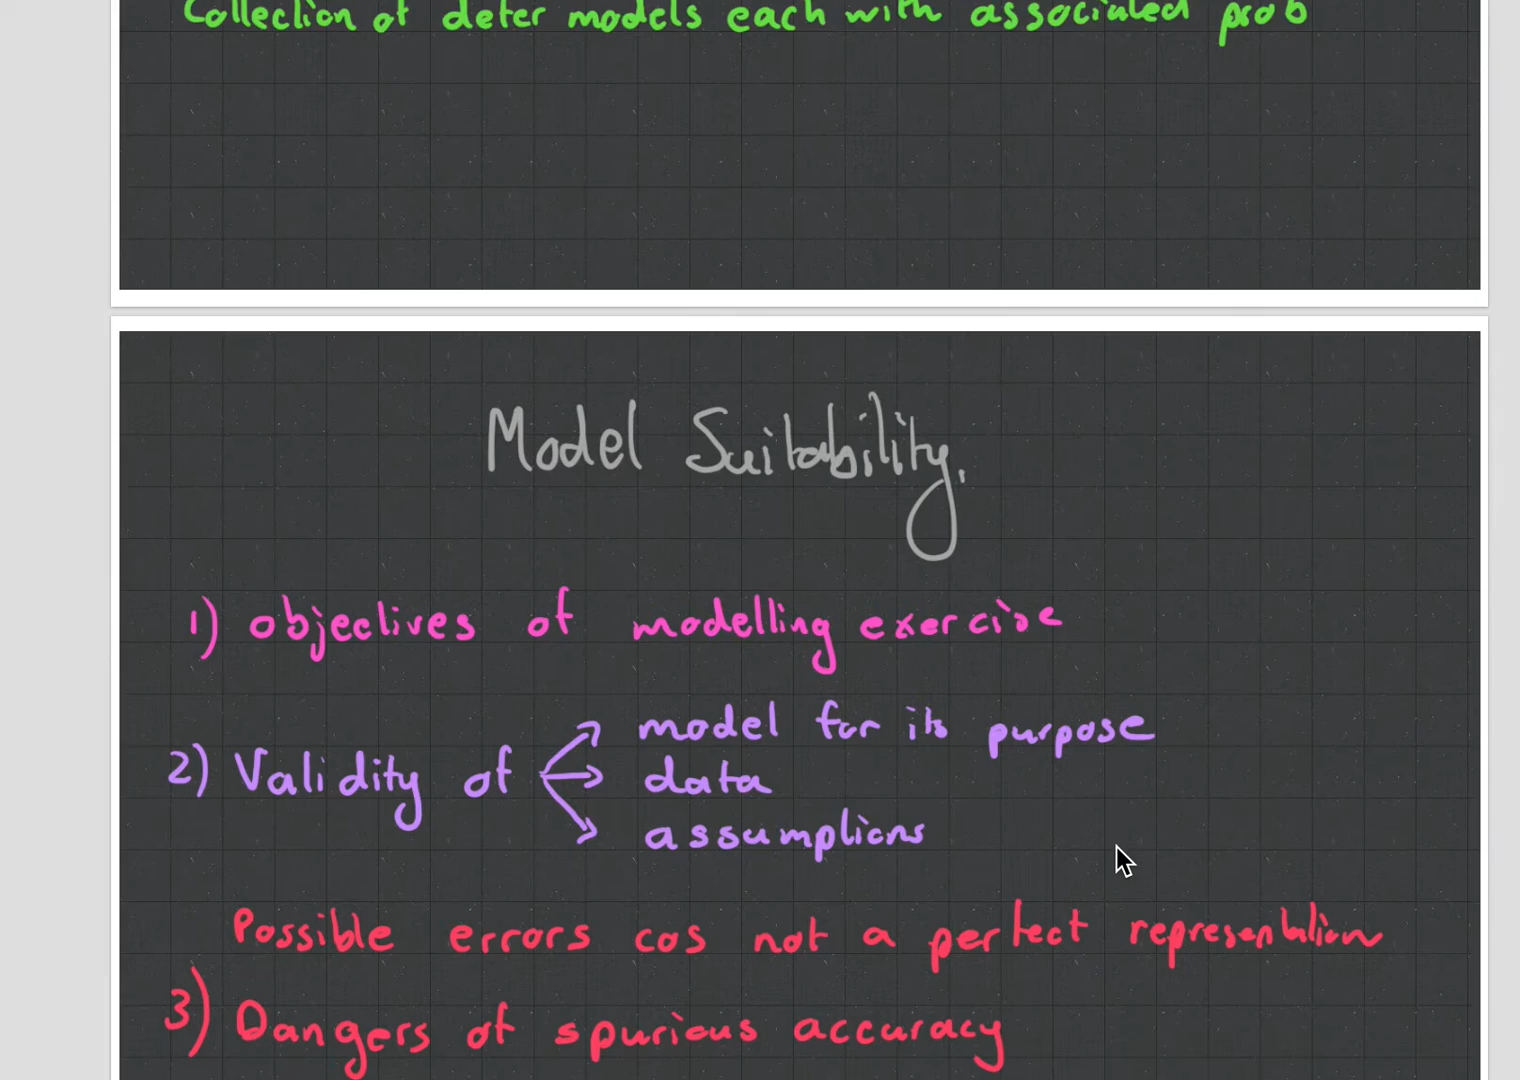 Collection of deter models each with associated prob
Model Suitability.
1) objectives of modelling exercise
2) Validity of
model for its purpose
data
assumptions
Possible errors cos not a perfect representation
3) Dangers of spurious accuracy